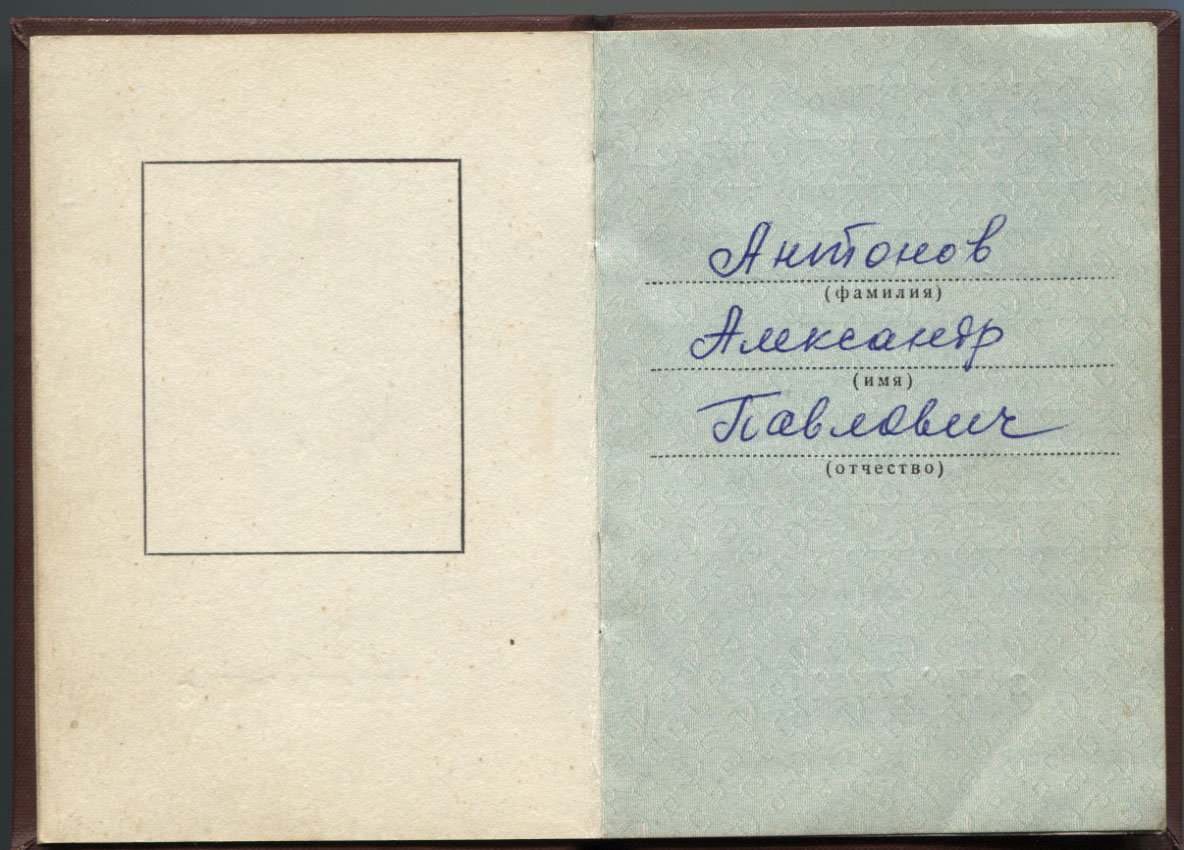 Антонов
(фамилия)
Александр
(имя)
Павлович
(отчество)